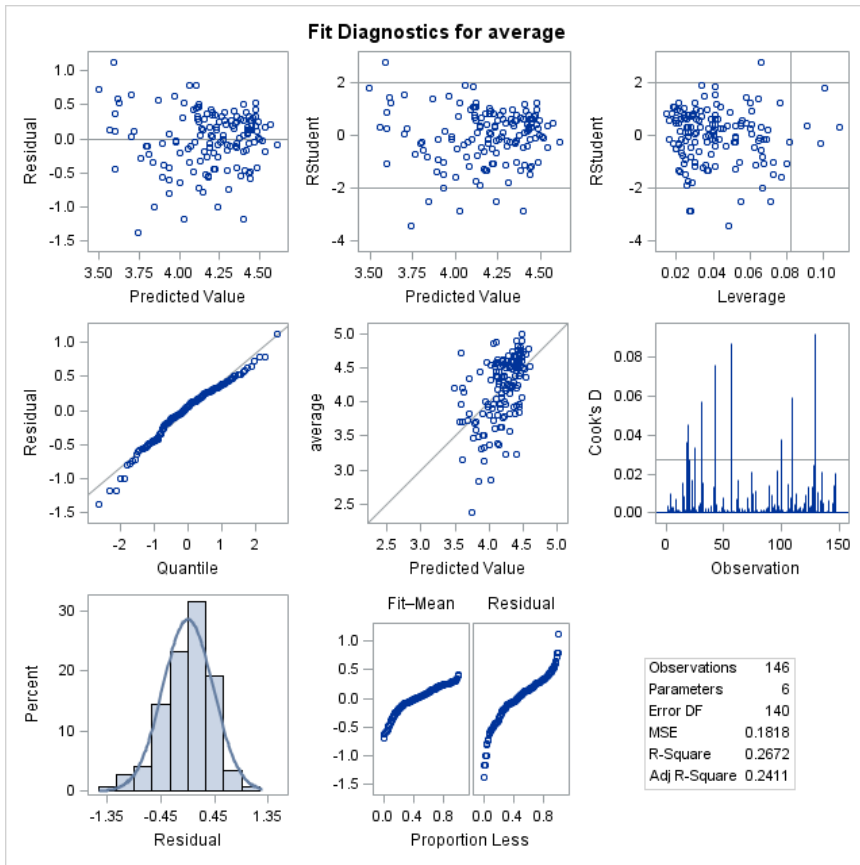 Fit Diagnostics for average
Residual
1.0
0.5
0.0
-0.5
-1.0
-1.5
3.50 3.75 4.00 4.25 4.50
Predicted Value
RStudent
2
0
-2
-4
3.50 3.75 4.00 4.25 4.50
Predicted Value
RStudent
2
0
-2
-4
0.02 0.04 0.06 0.08 0.10
Leverage
Residual
1.0
0.5
0.0
-0.5
-1.0
-1.5
-2 -1 0 1 2
Quantile
average
5.0
4.5
4.0
3.5
3.0
2.5
2.5 3.0 3.5 4.0 4.5 5.0
Predicted Value
Cook's D
0.08
0.06
0.04
0.02
0.00
0 50 100 150
Observation
Percent
30
20
10
0
-1.35 -0.45 0.45 1.35
Residual
Fit–Mean Residual
1.0
0.5
0.0
-0.5
-1.0
-1.5
0.0 0.4 0.8 0.0 0.4 0.8
Proportion Less
Observations 146
Parameters 6
Error DF 140
MSE 0.1818
R-Square 0.2672
Adj R-Square 0.2411